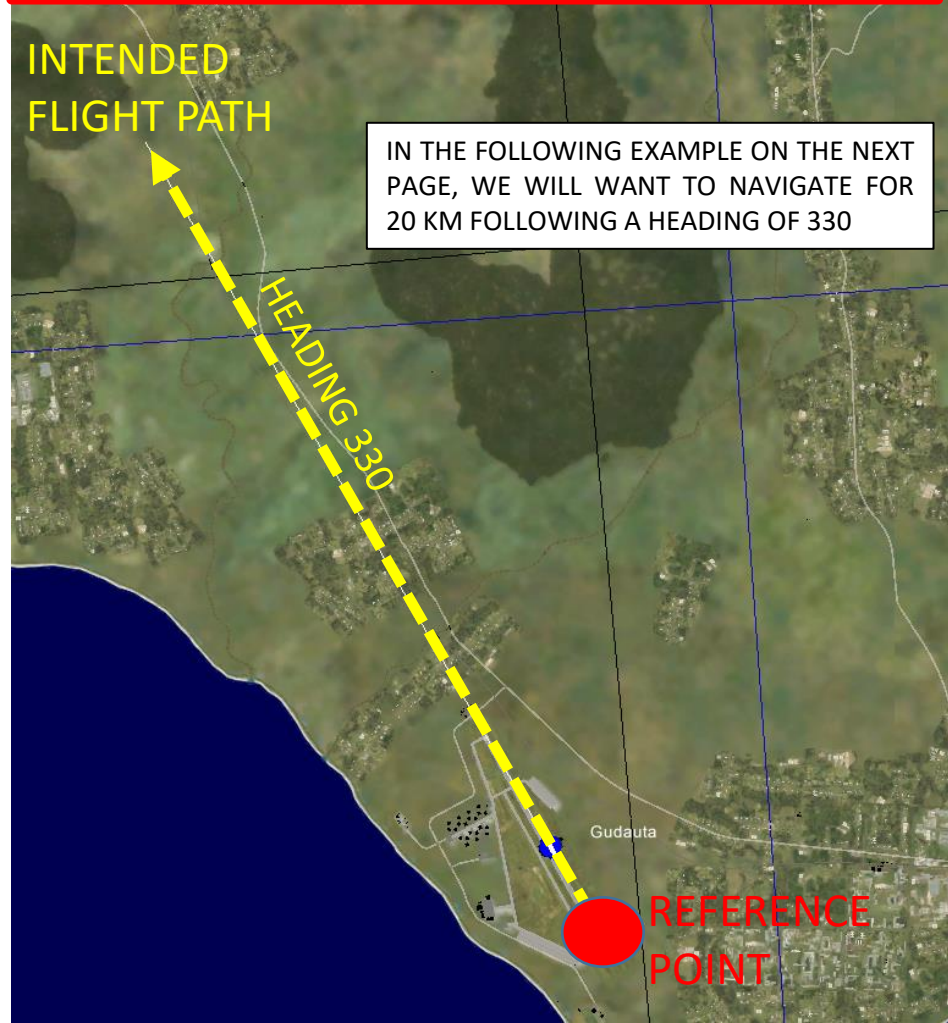 INTENDED
FLIGHT PATH
IN THE FOLLOWING EXAMPLE ON THE NEXT
PAGE, WE WILL WANT TO NAVIGATE FOR
20 KM FOLLOWING A HEADING OF 330
HEADING 330
Gudauta
REFERENCE
POINT